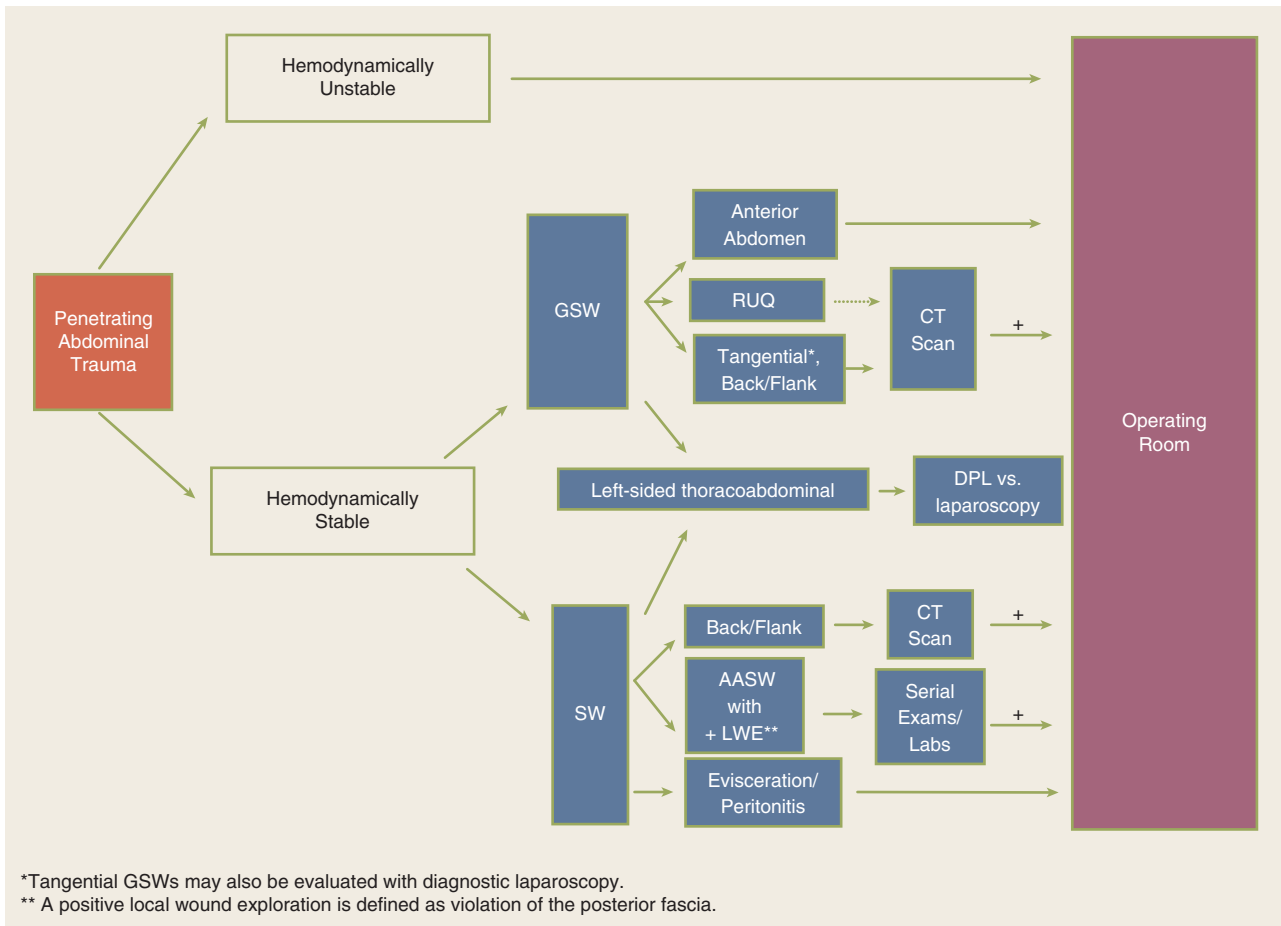 Hemodynamically
Unstable
Penetrating
Abdominal
Trauma
Hemodynamically
Stable
GSW
Anterior
Abdomen
RUQ
Tangential*,
Back/Flank
CT
Scan
+
Left-sided thoracoabdominal
DPL vs.
laparoscopy
SW
Back/Flank
CT
Scan
+
AASW
with
+ LWE**
Serial
Exams/
Labs
+
Evisceration/
Peritonitis
Operating
Room
*Tangential GSWs may also be evaluated with diagnostic laparoscopy.
** A positive local wound exploration is defined as violation of the posterior fascia.